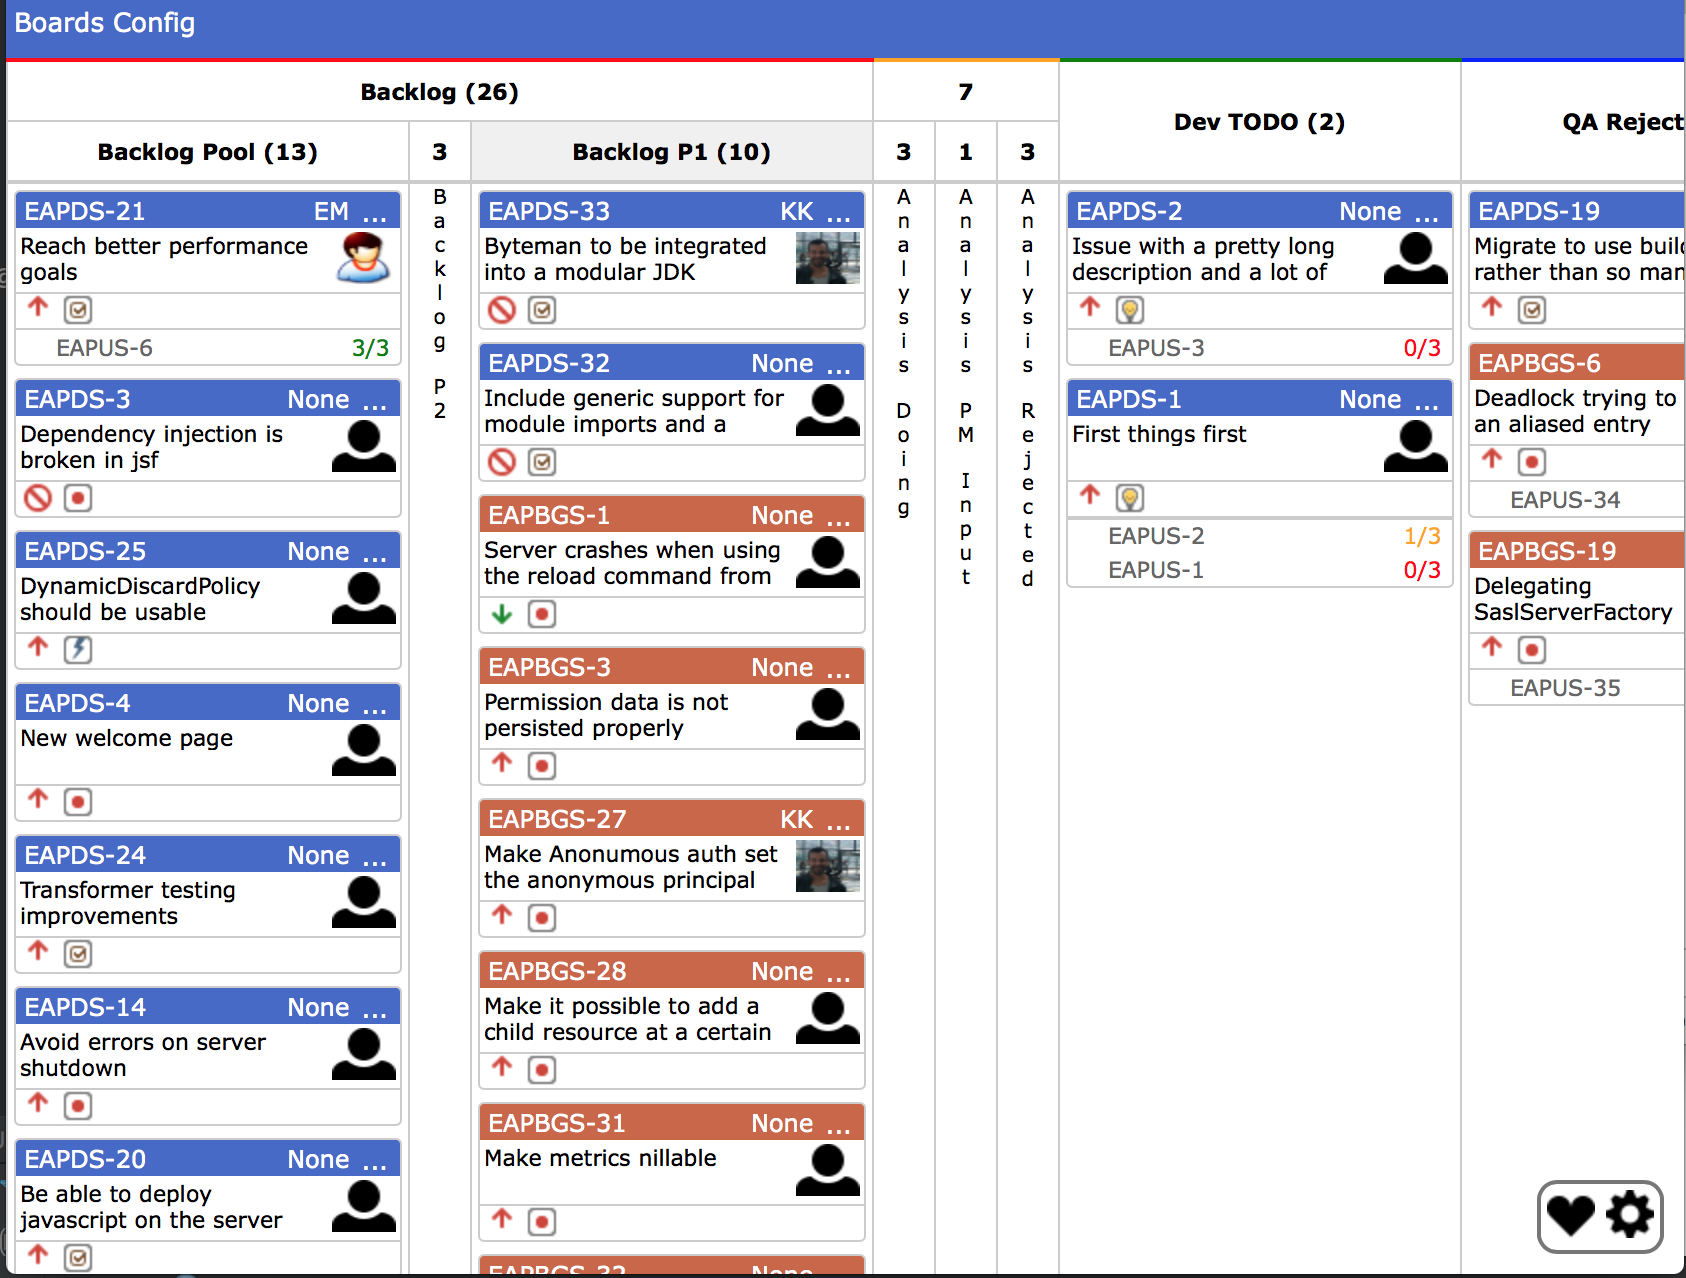 Boards Config
Backlog (26)
7
Dev TODO (2)
QA Reject
Backlog Pool (13)
3
Backlog P1 (10)
3
1
3
EAPDS-21 EM ...
Reach better performance
goals
EAPUS-6 3/3
EAPDS-3 None ...
Dependency injection is
broken in jsf
EAPDS-25 None ...
DynamicDiscardPolicy
should be usable
EAPDS-4 None ...
New welcome page
EAPDS-24 None ...
Transformer testing
improvements
EAPDS-14 None ...
Avoid errors on server
shutdown
EAPDS-20 None ...
Be able to deploy
javascript on the server
Backlog P2
EAPDS-33 KK ...
Byteman to be integrated
into a modular JDK
EAPDS-32 None ...
Include generic support for
module imports and a
EAPBGS-1 None ...
Server crashes when using
the reload command from
EAPBGS-3 None ...
Permission data is not
persisted properly
EAPBGS-27 KK ...
Make Anonumous auth set
the anonymous principal
EAPBGS-28 None ...
Make it possible to add a
child resource at a certain
EAPBGS-31 None ...
Make metrics nillable
EAPBGS-32 None
Analysis Doing
Analysis PM Input
Analysis Rejected
EAPDS-2 None ...
Issue with a pretty long
description and a lot of
EAPUS-3 0/3
EAPDS-1 None ...
First things first
EAPUS-2 1/3
EAPUS-1 0/3
EAPDS-19
Migrate to use build
rather than so man
EAPBGS-6
Deadlock trying to
an aliased entry
EAPUS-34
EAPBGS-19
Delegating
SaslServerFactory
EAPUS-35